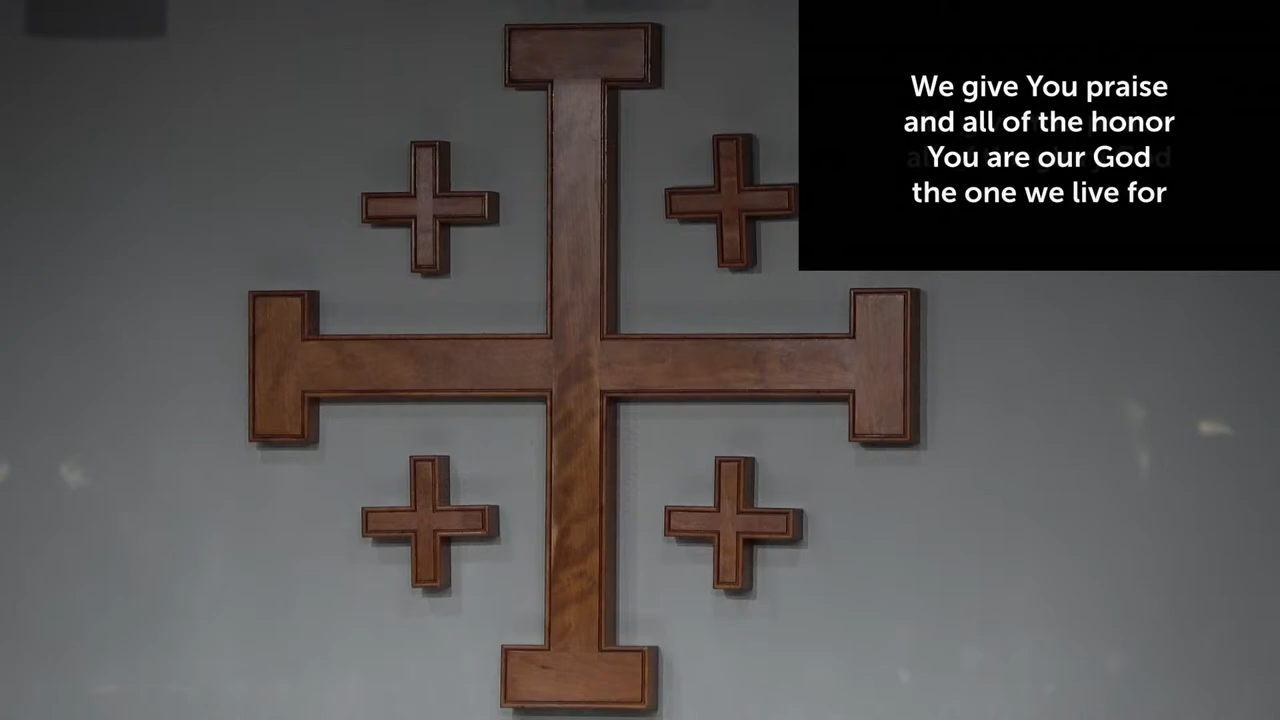 We give You praise
and all of the honor
You are our God
the one we live for